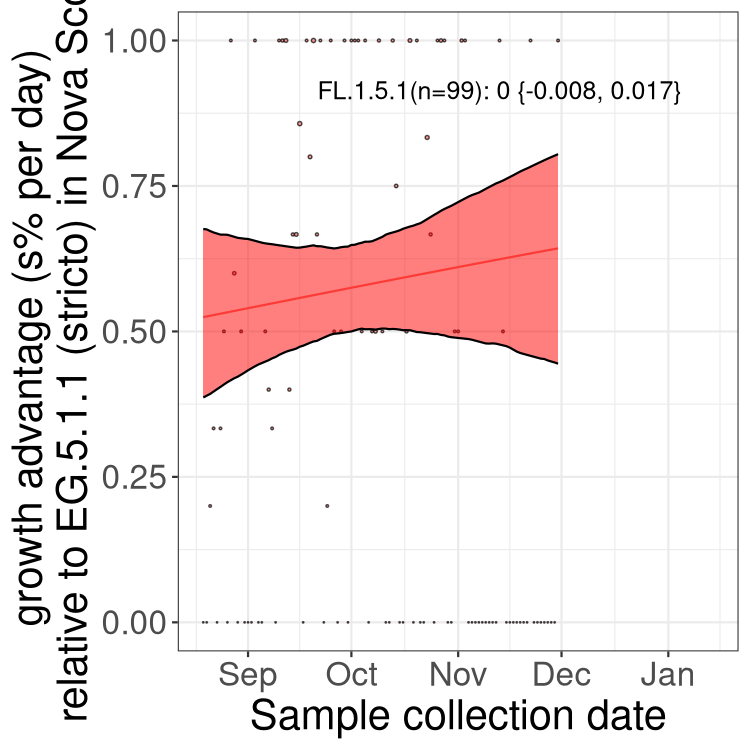 growth advantage (s% per day)
relative to EG.5.1.1 (stricto) in Nova Sco
1.00
0.75
0.50
0.25
0.00
FL.1.5.1(n=99): 0 {-0.008, 0.017}
Sep Oct Nov Dec Jan
Sample collection date